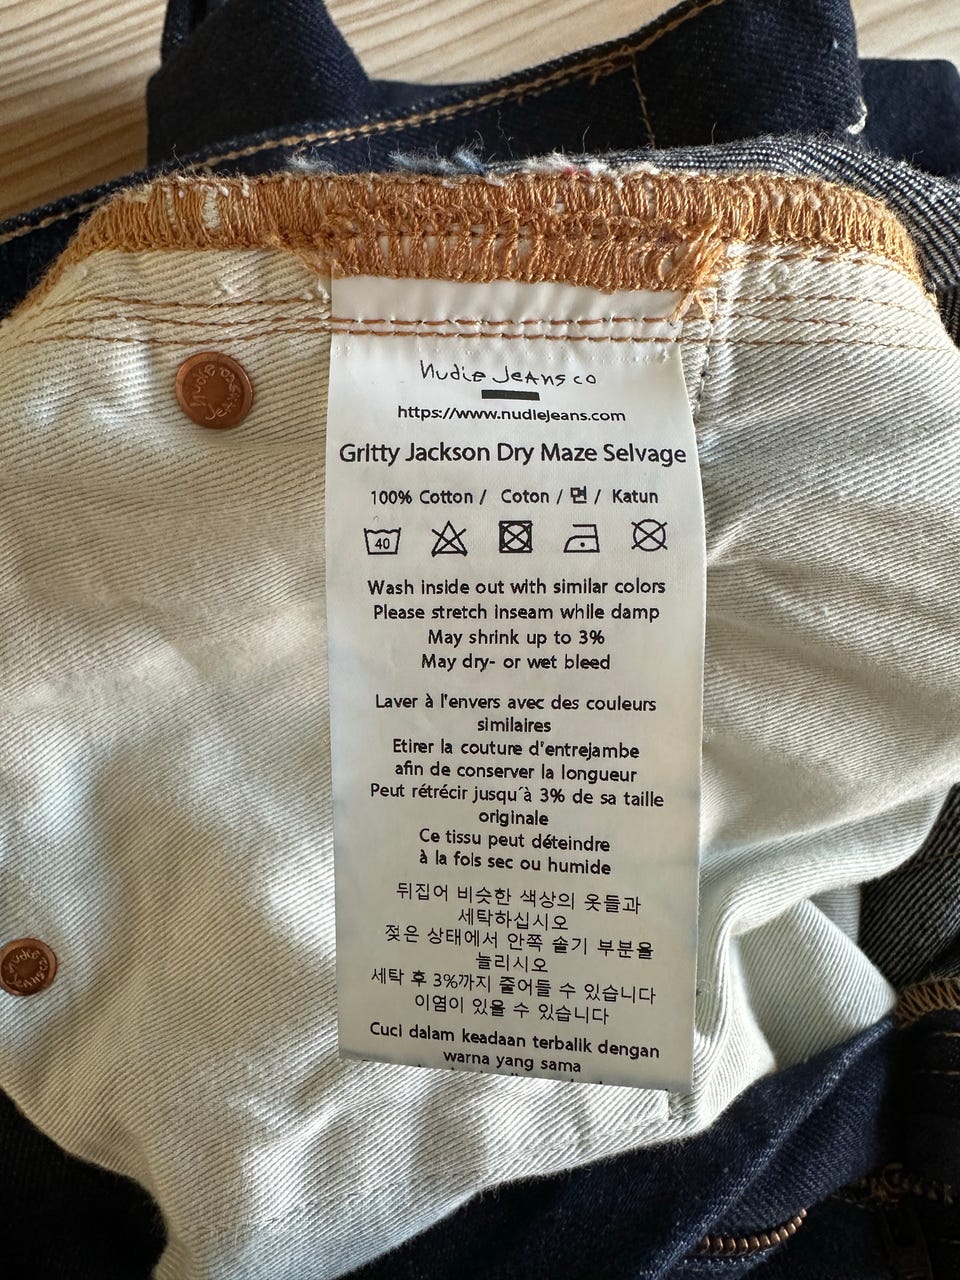 Nudie Jeans co
https://www.nudiejeans.com
Gritty Jackson Dry Maze Selvage
100% Cotton / Coton / 면 / Katun
40
Wash inside out with similar colors
Please stretch inseam while damp
May shrink up to 3%
May dry- or wet bleed
Laver à l'envers avec des couleurs
similaires
Etirer la couture d'entrejambe
afin de conserver la longueur
Peut rétrécir jusqu´à 3% de sa taille
originale
Ce tissu peut déteindre
à la fois sec ou humide
뒤집어 비슷한 색상의 옷들과
세탁하십시오
젖은 상태에서 안쪽 솔기 부분을
늘리시오
세탁 후 3%까지 줄어들 수 있습니다
이염이 있을 수 있습니다
Cuci dalam keadaan terbalik dengan
warna yang sama
nudie
JEANS
nudie
JEANSCO